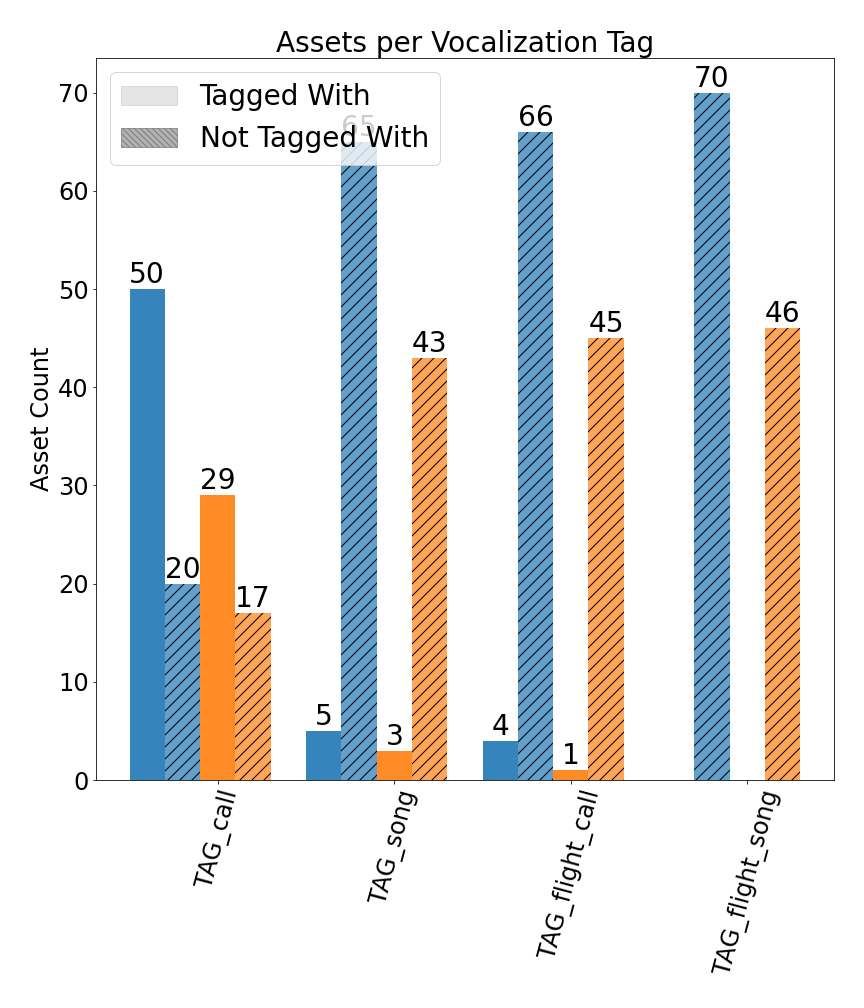 Assets per Vocalization Tag
Tagged With
Not Tagged With
Asset Count
70
60
50
40
30
20
10
0
50
20
29
17
5
65
3
43
4
66
1
45
70
46
TAG_call
TAG_song
TAG_flight_call
TAG_flight_song